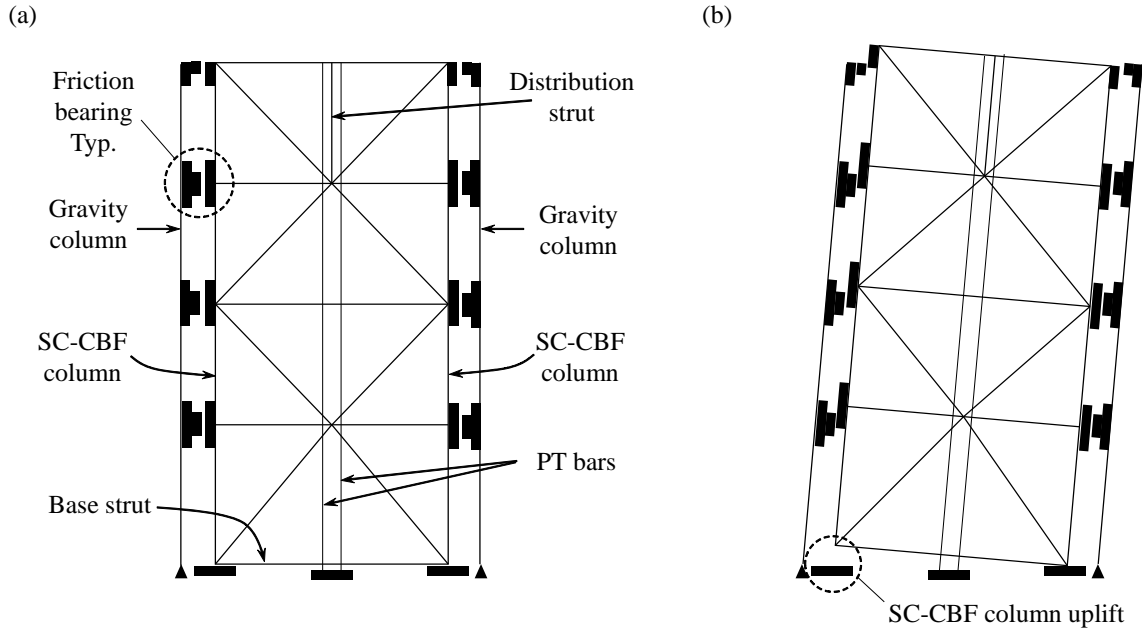 (a)
(b)
Friction
bearing
Typ.
Distribution
strut
Gravity
column
Gravity
column
SC-CBF
column
SC-CBF
column
PT bars
Base strut
SC-CBF column uplift